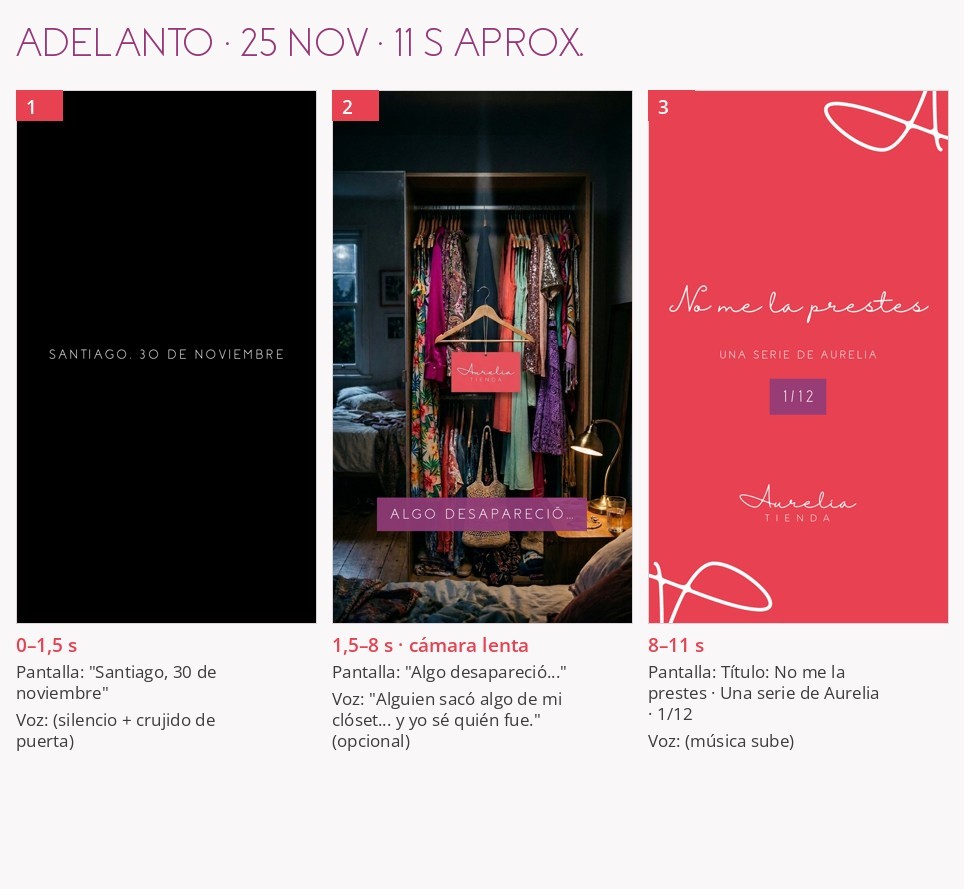 ADELANTO · 25 NOV · 11 S APROX.
1
SANTIAGO. 30 DE NOVIEMBRE
0–1,5 s
Pantalla: "Santiago, 30 de
noviembre"
Voz: (silencio + crujido de
puerta)
2
Aurelia
TIENDA
ALGO DESAPARECIÓ...
1,5–8 s · cámara lenta
Pantalla: "Algo desapareció..."
Voz: "Alguien sacó algo de mi
clóset... y yo sé quién fue."
(opcional)
3
No me la prestes
UNA SERIE DE AURELIA
1/12
Aurelia
TIENDA
8–11 s
Pantalla: Título: No me la
prestes · Una serie de Aurelia
· 1/12
Voz: (música sube)